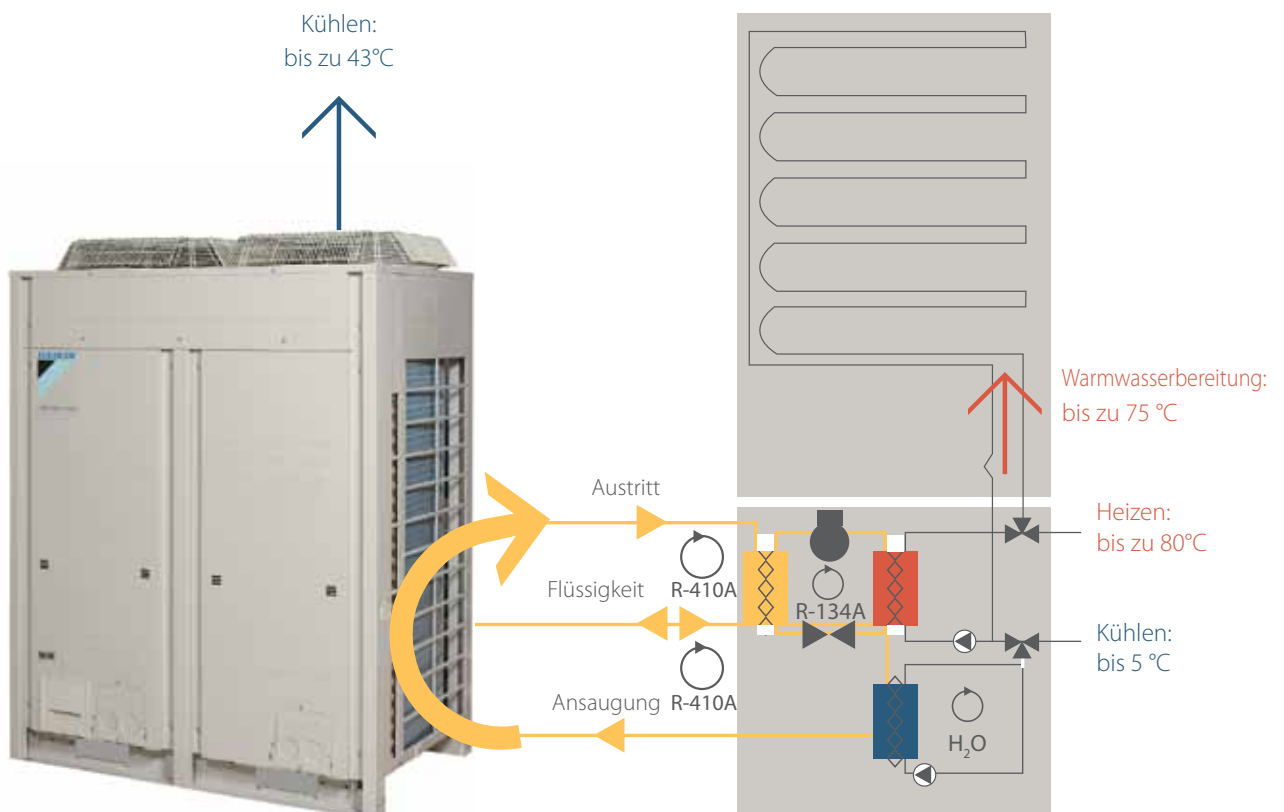 Kühlen:
bis zu 43°C
DAIKIN
Warmwasserbereitung:
bis zu 75 °C
Austritt
R-410A
Flüssigkeit
R-134A
Heizen:
bis zu 80°C
Kühlen:
bis 5 °C
Ansaugung
R-410A
H₂O